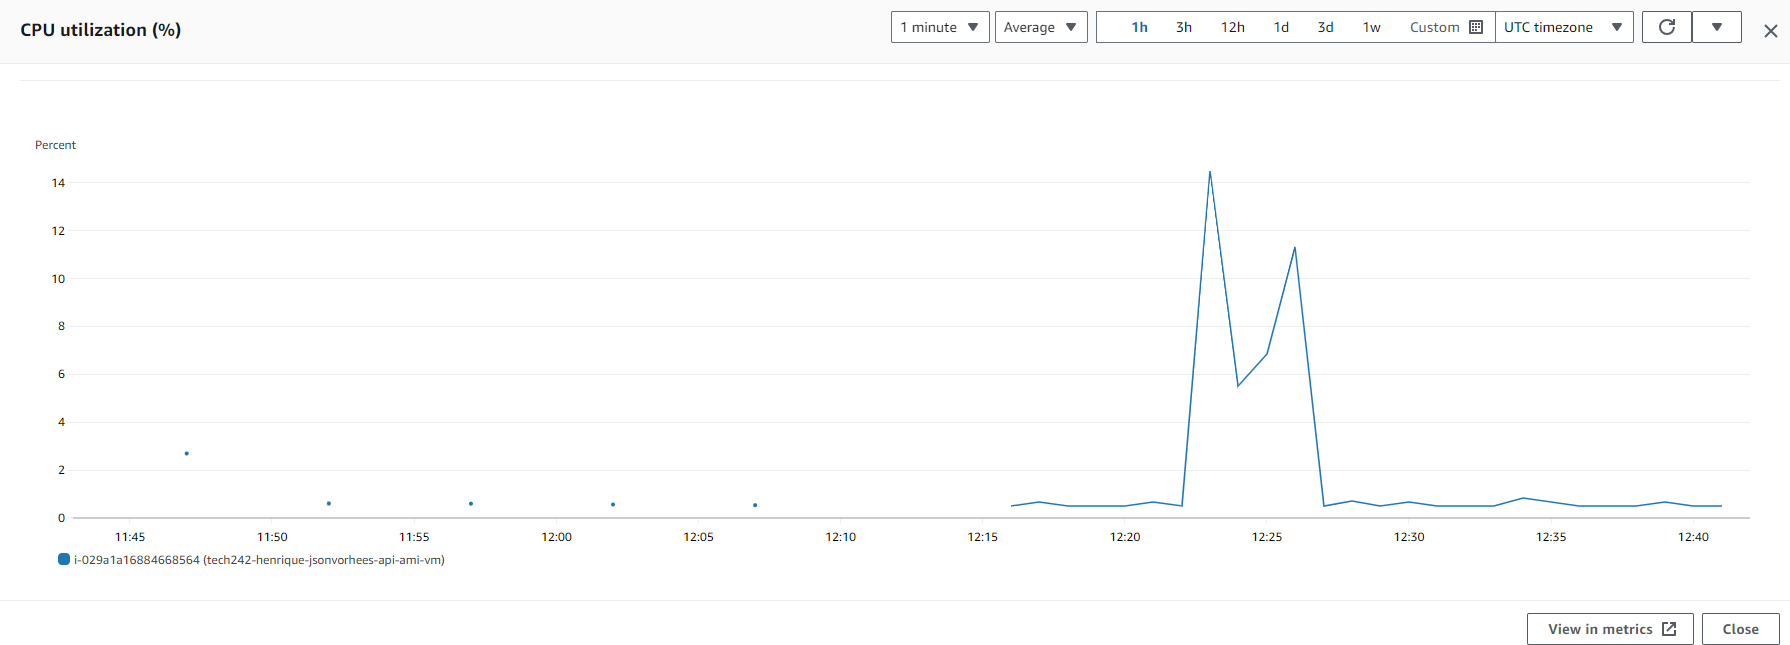 CPU utilization (%)
1 minute Average 1h 3h 12h 1d 3d 1w Custom UTC timezone
Percent
14
12
10
8
6
4
2
0
11:45 11:50 11:55 12:00 12:05 12:10 12:15 12:20 12:25 12:30 12:35 12:40
i-029a1a16884668564 (tech242-henrique-jsonvorhees-api-ami-vm)
View in metrics Close